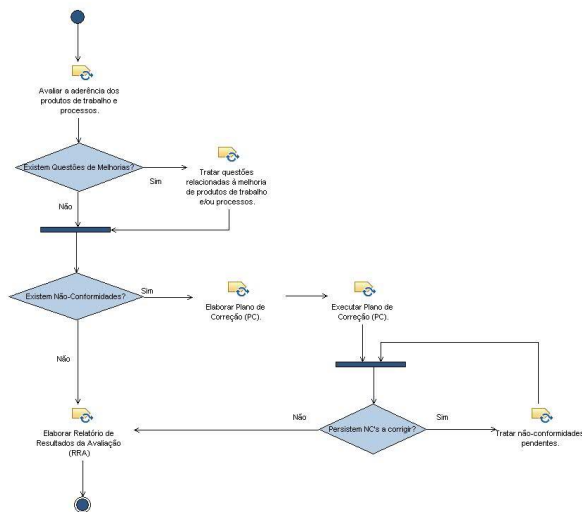 Avaliar a aderência dos
produtos de trabalho e
processos.
Existem Questões de Melhorias?
Sim
Tratar questões
relacionadas á melhoria
de produtos de trabalho
e/ou processos.
Não
Existem Não-Conformidades?
Sim
Elaborar Plano de
Correção (PC).
Executar Plano de
Correção (PC).
Não
Elaborar Relatório de
Resultados da Avaliação
(RRA)
Não
Persistem NC's a corrigir?
Sim
Tratar não-conformidades
pendentes.